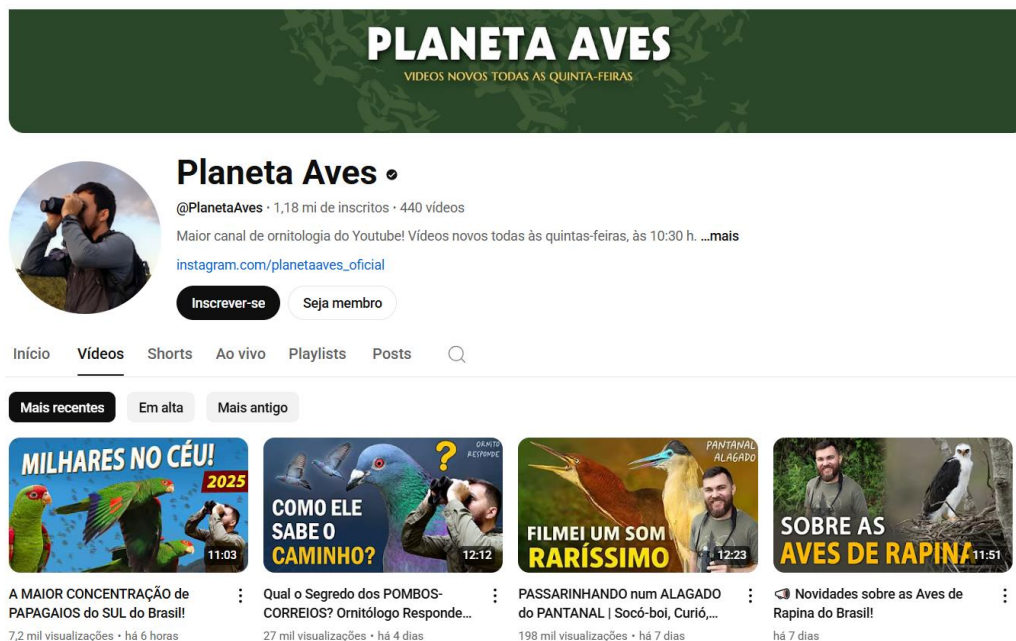 PLANETA AVES
VIDEOS NOVOS TODAS AS QUINTA-FEIRAS
Planeta Aves
@PlanetaAves • 1,18 mi de inscritos • 440 vídeos
Maior canal de ornitologia do Youtube! Vídeos novos todas às quintas-feiras, às 10:30 h. ...mais
instagram.com/planetaaves_oficial
Inscrever-se Seja membro
Início Vídeos Shorts Ao vivo Playlists Posts
Mais recentes Em alta Mais antigo
MILHARES NO CÉU!
2025
11:03
ORNITO
RESPONDE
?
COMO ELE
SABE O
CAMINHO?
12:12
PANTANAL
ALAGADO
FILMEI UM SOM
RARÍSSIMO
12:23
SOBRE AS
AVES DE RAPINA
11:51
A MAIOR CONCENTRAÇÃO de
PAPAGAIOS do SUL do Brasil!
7,2 mil visualizações • há 6 horas
Qual o Segredo dos POMBOS-
CORREIOS? Ornitólogo Responde...
27 mil visualizações • há 4 dias
PASSARINHANDO num ALAGADO
do PANTANAL | Socó-boi, Curió,...
198 mil visualizações • há 7 dias
📢 Novidades sobre as Aves de
Rapina do Brasil!
há 7 dias